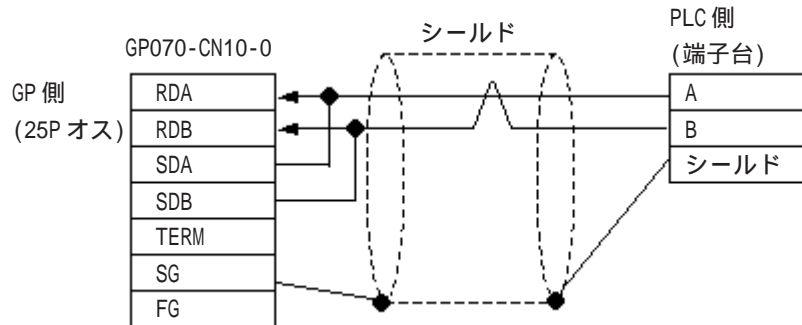 シールド
PLC 側
(端子台)
GP070-CN10-0
GP 側
(25P オス)
RDA
RDB
SDA
SDB
TERM
SG
FG
A
B
シールド